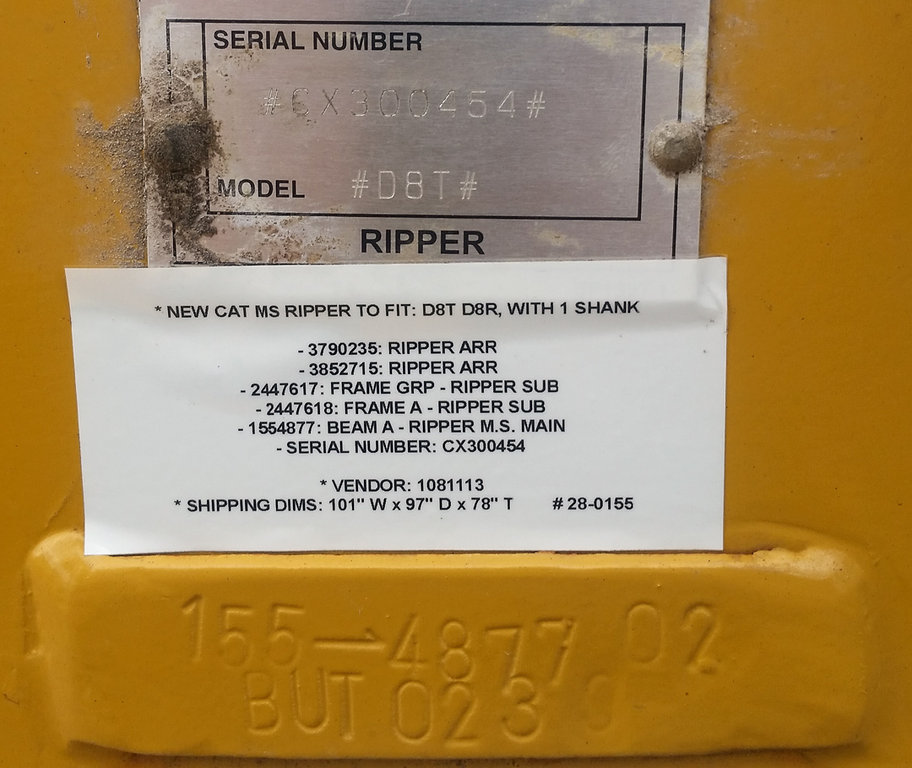 SERIAL NUMBER
#CX300454#
MODEL #D8T#
RIPPER
* NEW CAT MS RIPPER TO FIT: D8T D8R, WITH 1 SHANK
- 3790235: RIPPER ARR
- 3852715: RIPPER ARR
- 2447617: FRAME GRP - RIPPER SUB
- 2447618: FRAME A - RIPPER SUB
- 1554877: BEAM A - RIPPER M.S. MAIN
- SERIAL NUMBER: CX300454
* VENDOR: 1081113
* SHIPPING DIMS: 101" W x 97" D x 78" T # 28-0155
155-4877 02
BUT 023